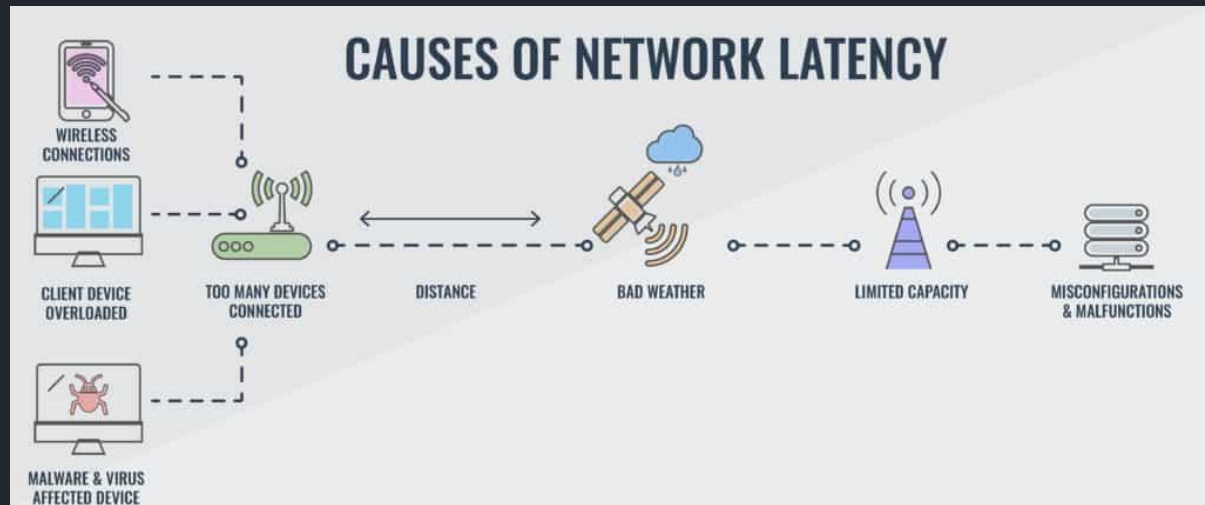 CAUSES OF NETWORK LATENCY
WIRELESS
CONNECTIONS
CLIENT DEVICE
OVERLOADED
TOO MANY DEVICES
CONNECTED
DISTANCE
BAD WEATHER
LIMITED CAPACITY
MISCONFIGURATIONS
& MALFUNCTIONS
MALWARE & VIRUS
AFFECTED DEVICE